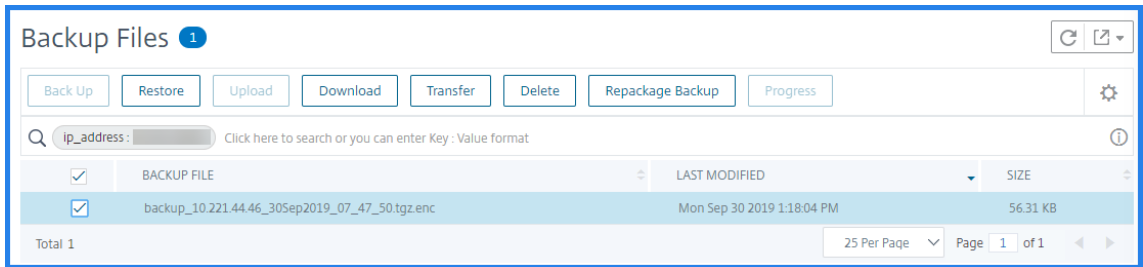 Backup Files 1
Back Up Restore Upload Download Transfer Delete Repackage Backup Progress
ip_address : Click here to search or you can enter Key : Value format
BACKUP FILE LAST MODIFIED SIZE
backup_10.221.44.46_30Sep2019_07_47_50.tgz.enc Mon Sep 30 2019 1:18:04 PM 56.31 KB
Total 1 25 Per Page Page 1 of 1